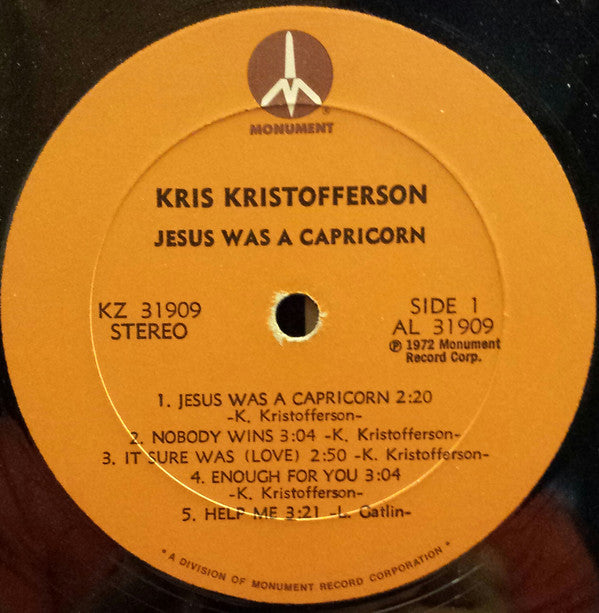 MONUMENT
®
KRIS KRISTOFFERSON
JESUS WAS A CAPRICORN
KZ 31909
STEREO
SIDE 1
AL 31909
℗ 1972 Monument
Record Corp.
1. JESUS WAS A CAPRICORN 2:20
-K. Kristofferson-
2. NOBODY WINS 3:04 -K. Kristofferson-
3. IT SURE WAS (LOVE) 2:50 -K. Kristofferson-
4. ENOUGH FOR YOU 3:04
-K. Kristofferson-
5. HELP ME 3:21 -L. Gatlin-
• A DIVISION OF MONUMENT RECORD CORPORATION •